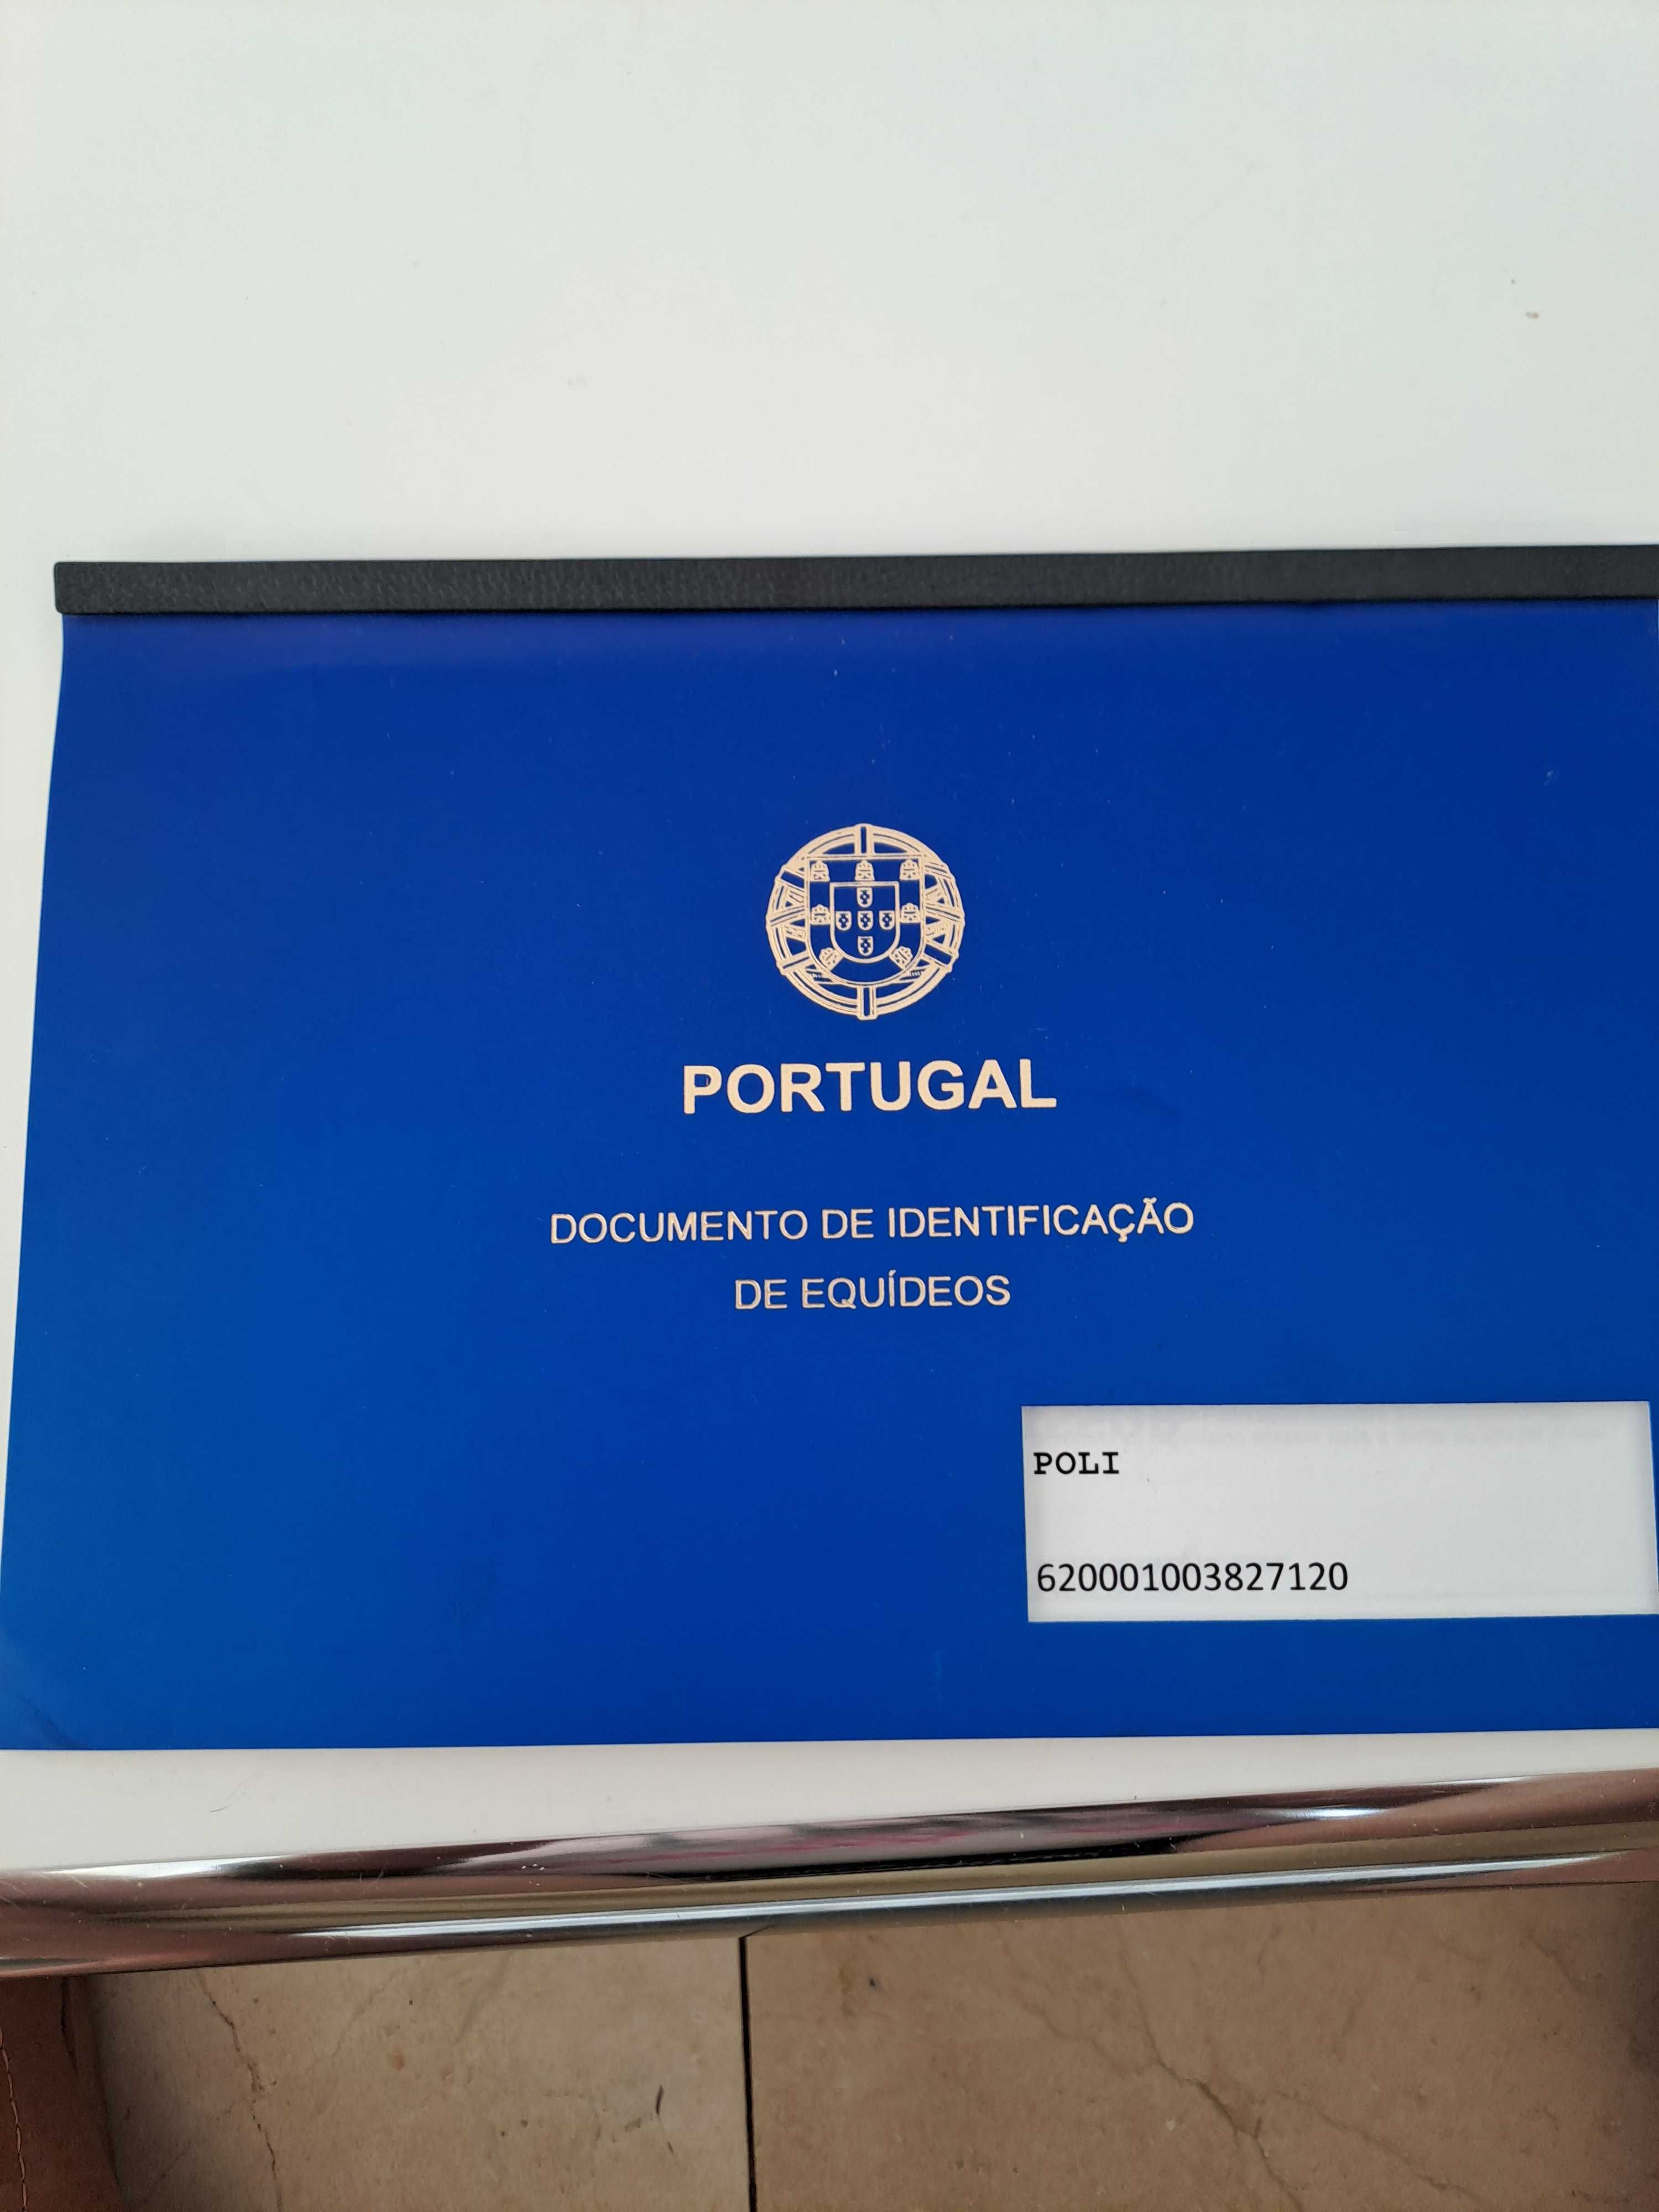 PORTUGAL
DOCUMENTO DE IDENTIFICAÇÃO
DE EQUÍDEOS
POLI
620001003827120